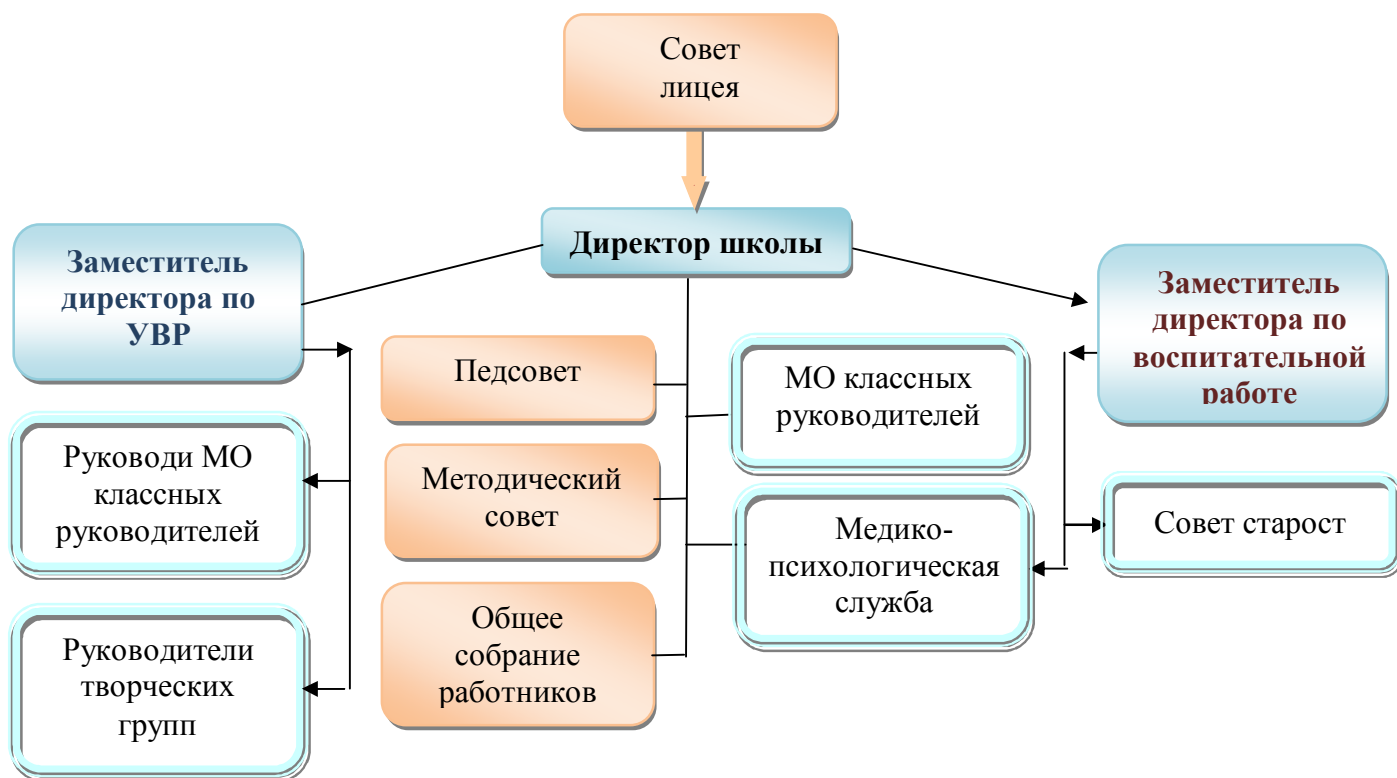 Совет
лицея
Директор школы
Заместитель
директора по
УВР
Заместитель
директора по
воспитательной
работе
Педсовет
МО классных
руководителей
Руководи МО
классных
руководителей
Методический
совет
Медико-
психологическая
служба
Совет старост
Общее
собрание
работников
Руководители
творческих
групп